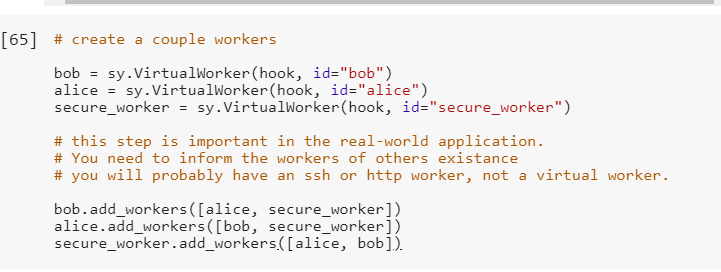 [65] # create a couple workers
bob = sy.VirtualWorker(hook, id="bob")
alice = sy.VirtualWorker(hook, id="alice")
secure_worker = sy.VirtualWorker(hook, id="secure_worker")
# this step is important in the real-world application.
# You need to inform the workers of others existance
# you will probably have an ssh or http worker, not a virtual worker.
bob.add_workers([alice, secure_worker])
alice.add_workers([bob, secure_worker])
secure_worker.add_workers([alice, bob])